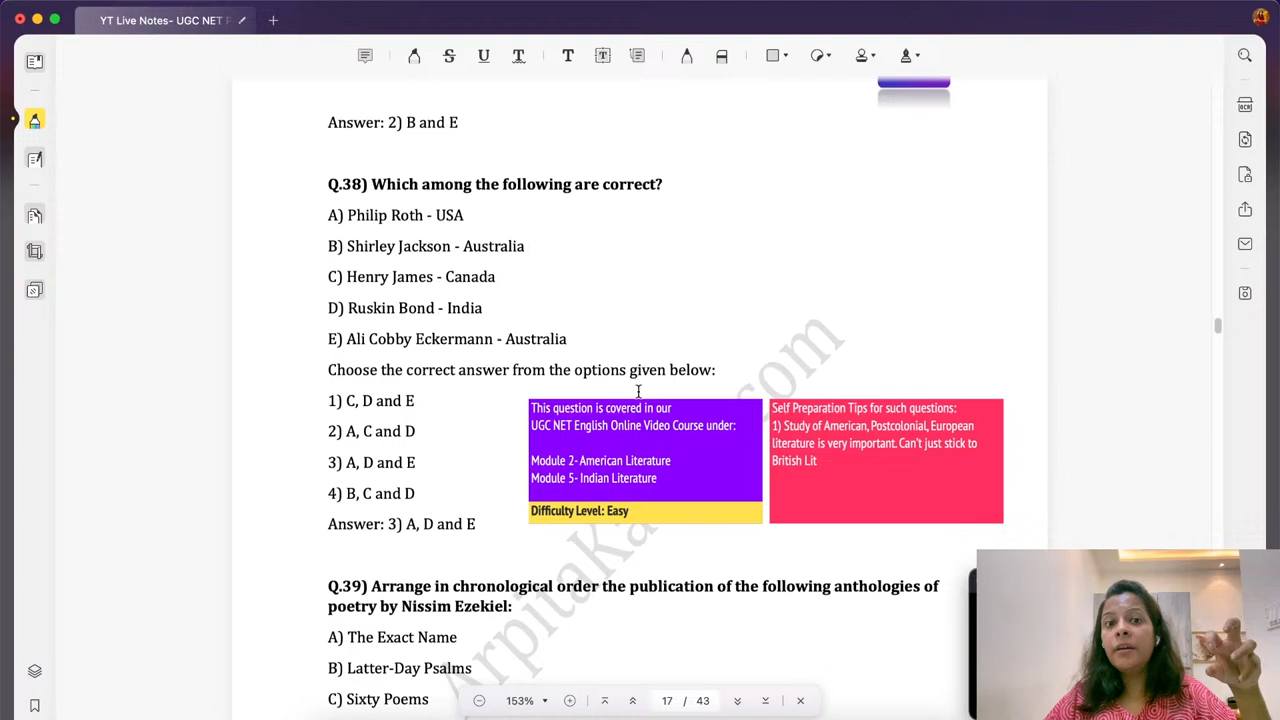 YT Live Notes- UGC NET P
Answer: 2) B and E
Q.38) Which among the following are correct?
A) Philip Roth - USA
B) Shirley Jackson - Australia
C) Henry James - Canada
D) Ruskin Bond - India
E) Ali Cobby Eckermann - Australia
Choose the correct answer from the options given below:
1) C, D and E
2) A, C and D
3) A, D and E
4) B, C and D
Answer: 3) A, D and E
This question is covered in our
UGC NET English Online Video Course under:
Module 2- American Literature
Module 5- Indian Literature
Difficulty Level: Easy
Self Preparation Tips for such questions:
1) Study of American, Postcolonial, European
literature is very important. Can't just stick to
British Lit
Q.39) Arrange in chronological order the publication of the following anthologies of
poetry by Nissim Ezekiel:
A) The Exact Name
B) Latter-Day Psalms
C) Sixty Poems
153%
17 / 43
OCR